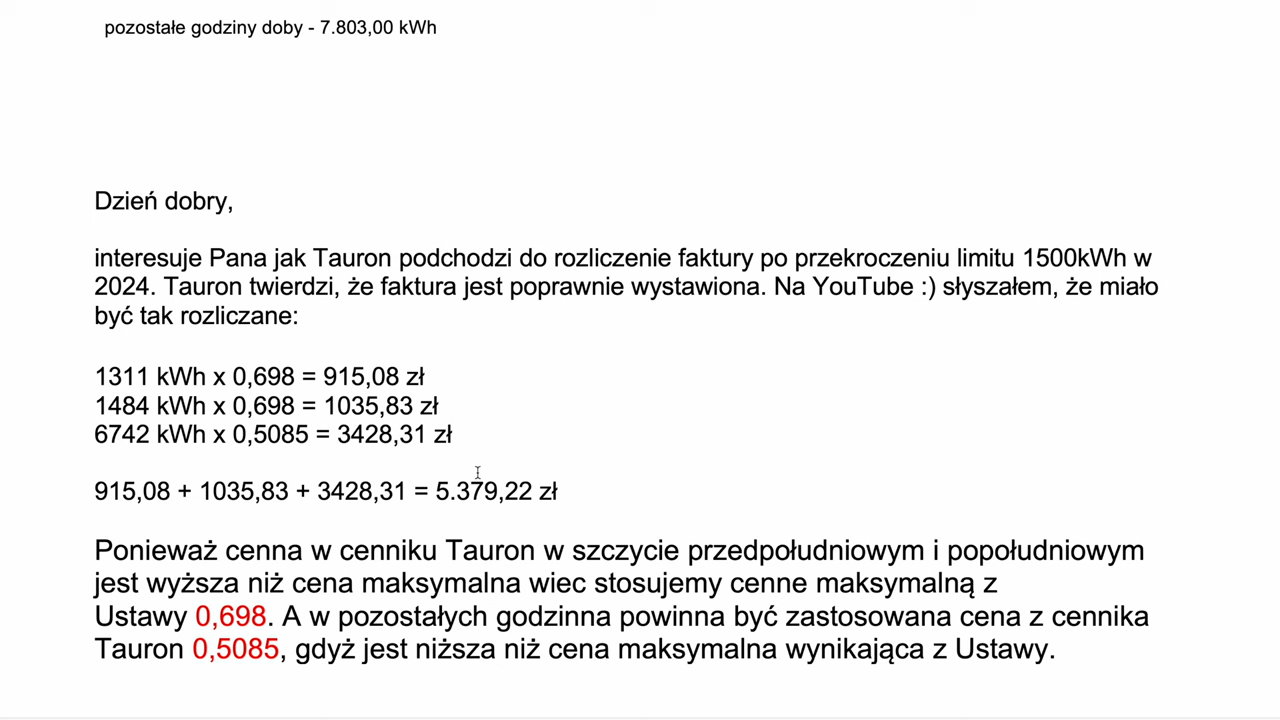 pozostałe godziny doby - 7.803,00 kWh
Dzień dobry,
interesuje Pana jak Tauron podchodzi do rozliczenie faktury po przekroczeniu limitu 1500kWh w
2024. Tauron twierdzi, że faktura jest poprawnie wystawiona. Na YouTube :) słyszałem, że miało
być tak rozliczane:
1311 kWh x 0,698 = 915,08 zł
1484 kWh x 0,698 = 1035,83 zł
6742 kWh x 0,5085 = 3428,31 zł
915,08 + 1035,83 + 3428,31 = 5.379,22 zł
Ponieważ cenna w cenniku Tauron w szczycie przedpołudniowym i popołudniowym
jest wyższa niż cena maksymalna wiec stosujemy cenne maksymalną z
Ustawy 0,698. A w pozostałych godzinna powinna być zastosowana cena z cennika
Tauron 0,5085, gdyż jest niższa niż cena maksymalna wynikająca z Ustawy.